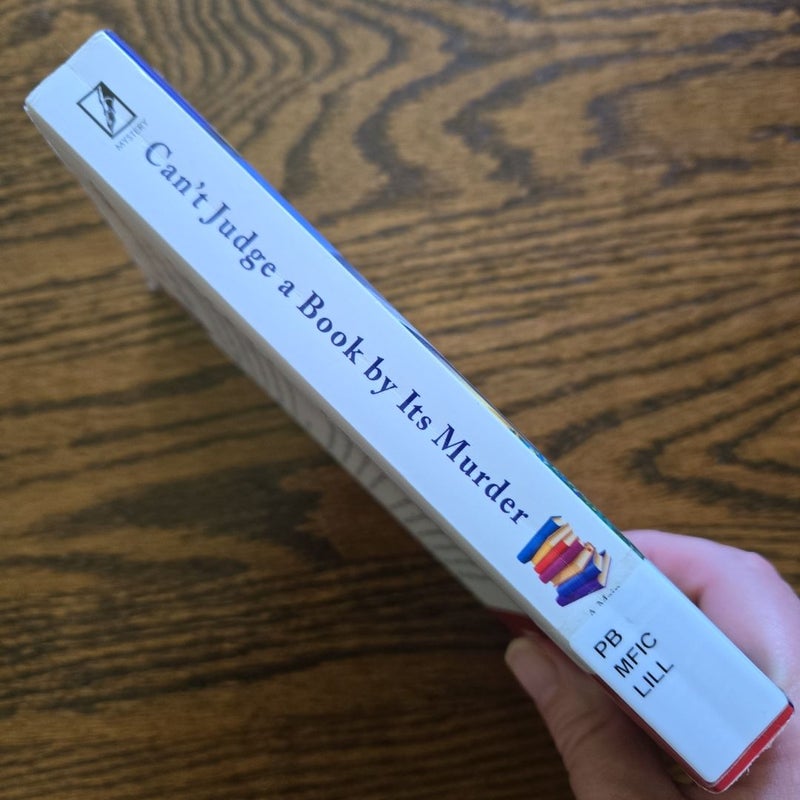 MYSTERY
Can't Judge a Book by Its Murder
A
PB
MFIC
LILL